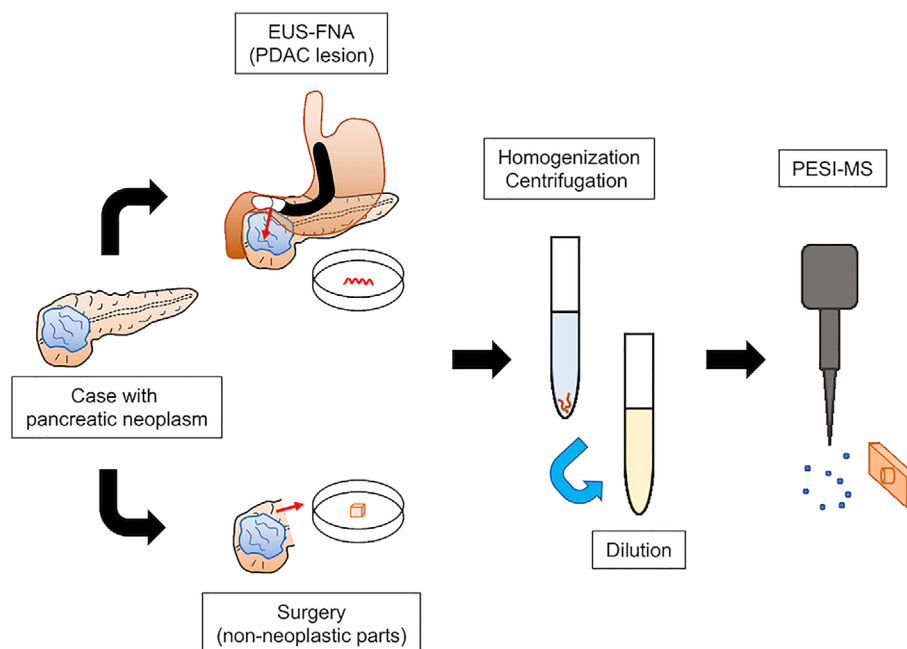 EUS-FNA
(PDAC lesion)
Case with
pancreatic neoplasm
Surgery
(non-neoplastic parts)
Homogenization
Centrifugation
Dilution
PESI-MS